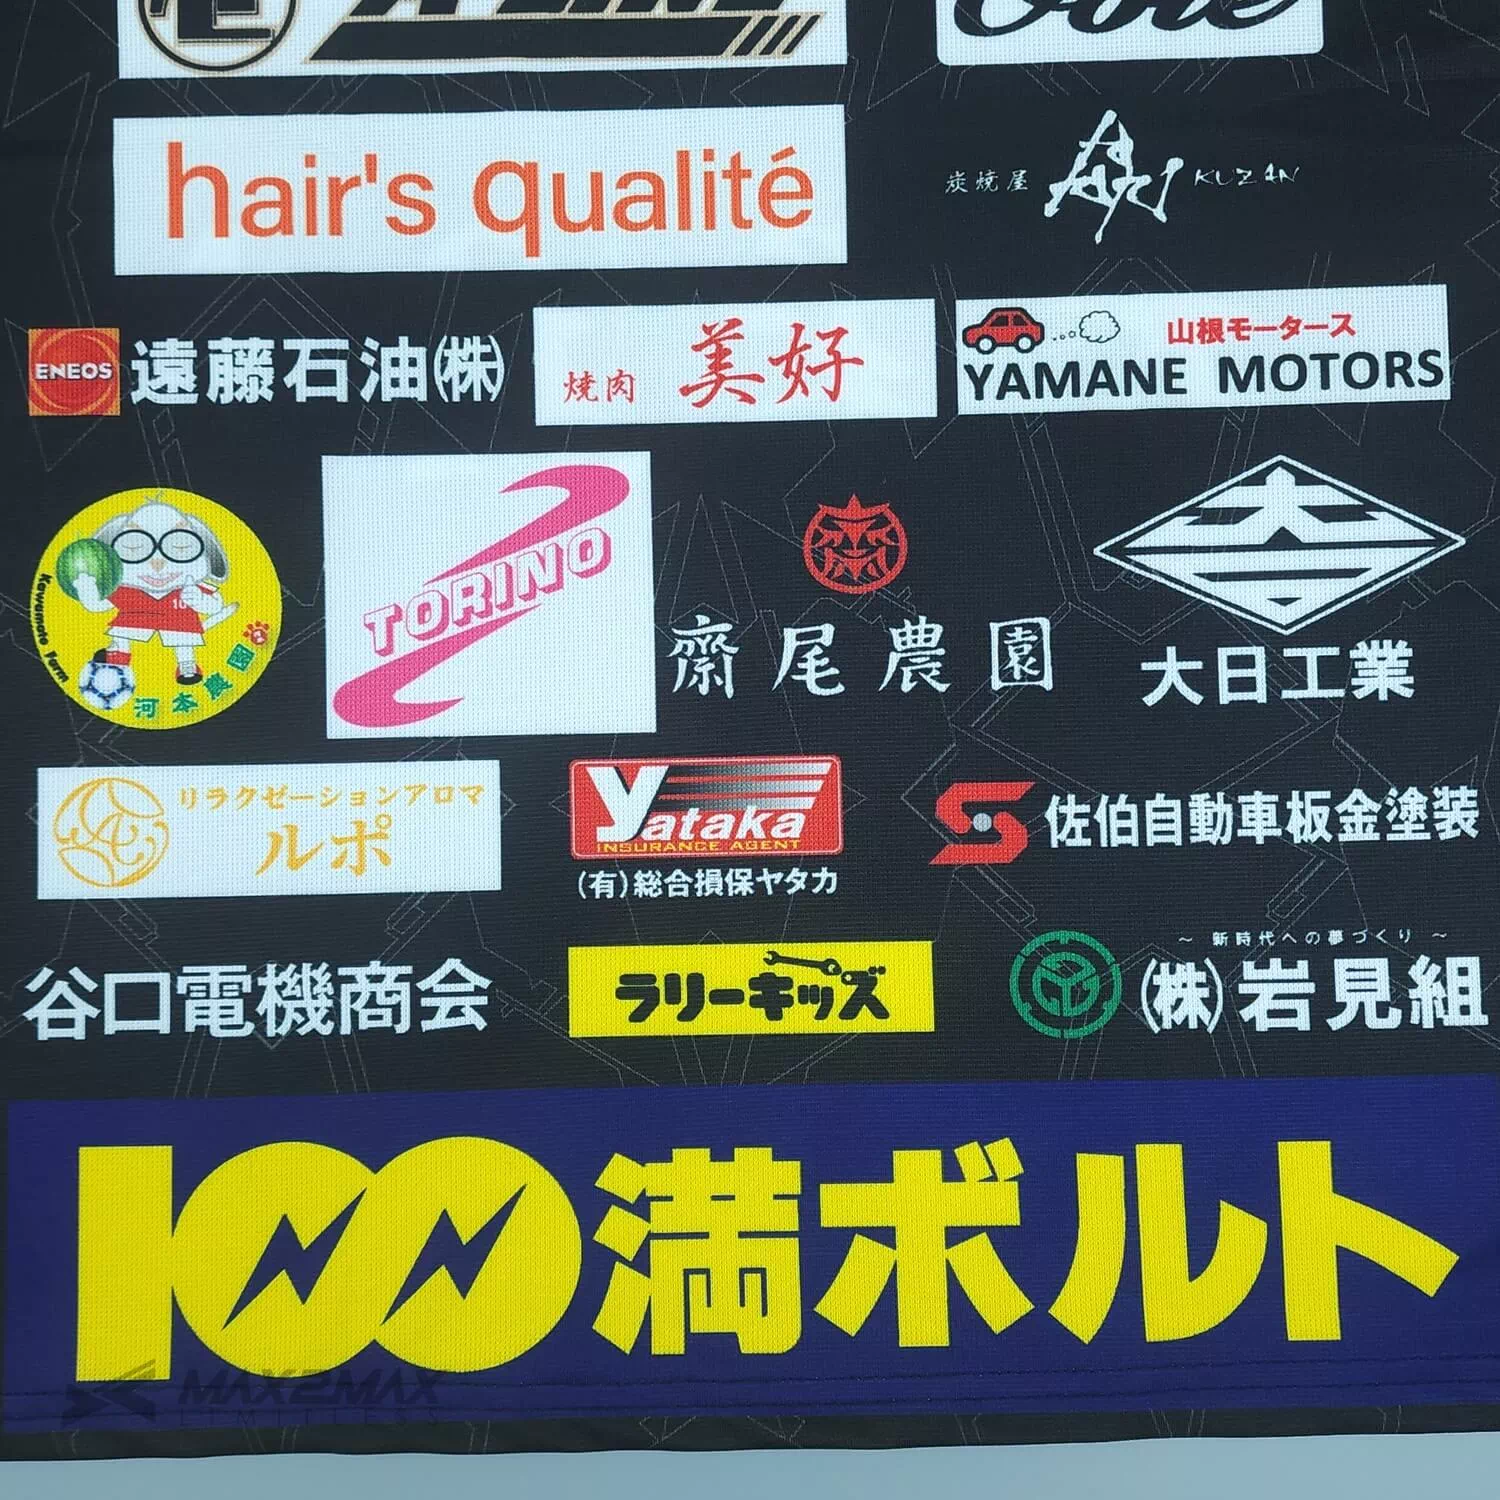 hair's qualité
炭焼屋 KUZAN
ENEOS 遠藤石油㈱
焼肉 美好
山根モータース
YAMANE MOTORS
Kawamoto Farm
10
河本農園
TORINO
齋尾農園
大日工業
リラクゼーションアロマ
ルポ
Yataka
INSURANCE AGENT
(有)総合損保ヤタカ
佐伯自動車板金塗装
谷口電機商会
ラリーキッズ
～ 新時代への夢づくり ～
㈱岩見組
100満ボルト
MAX2MAX
LIMITLESS